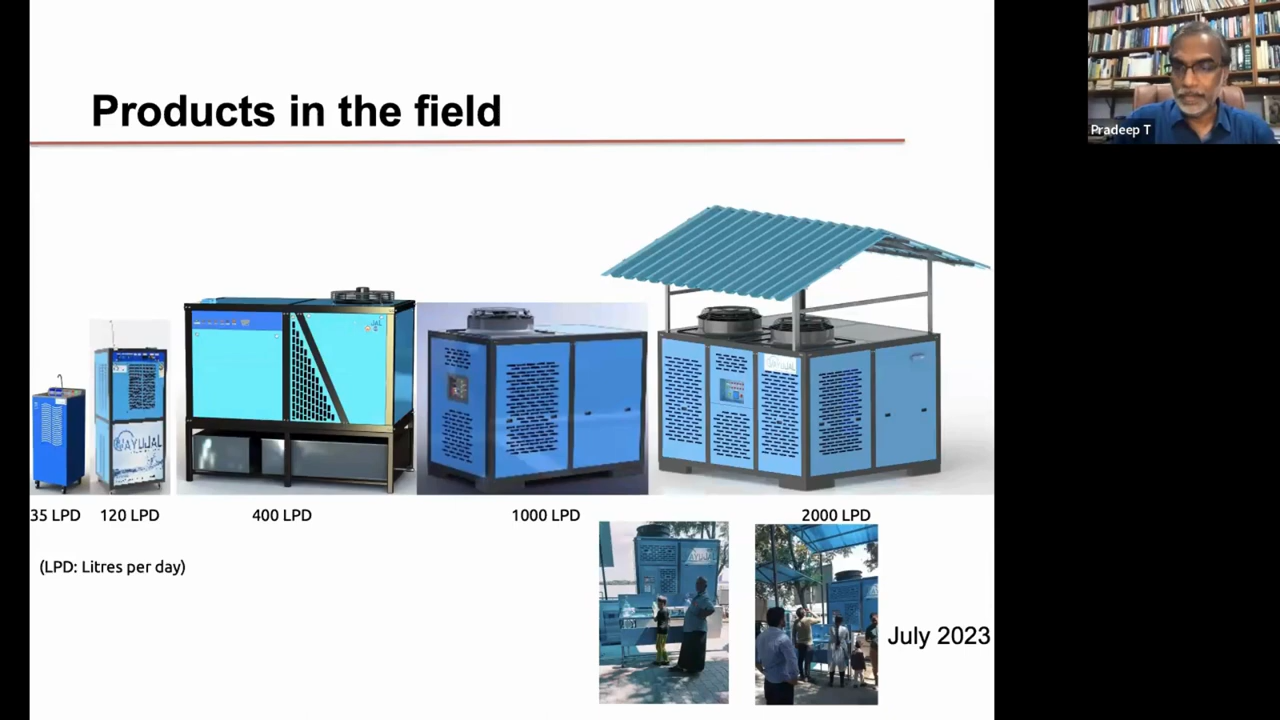 Products in the field
Pradeep T
VAYUJAL
35 LPD
120 LPD
400 LPD
1000 LPD
2000 LPD
(LPD: Litres per day)
July 2023